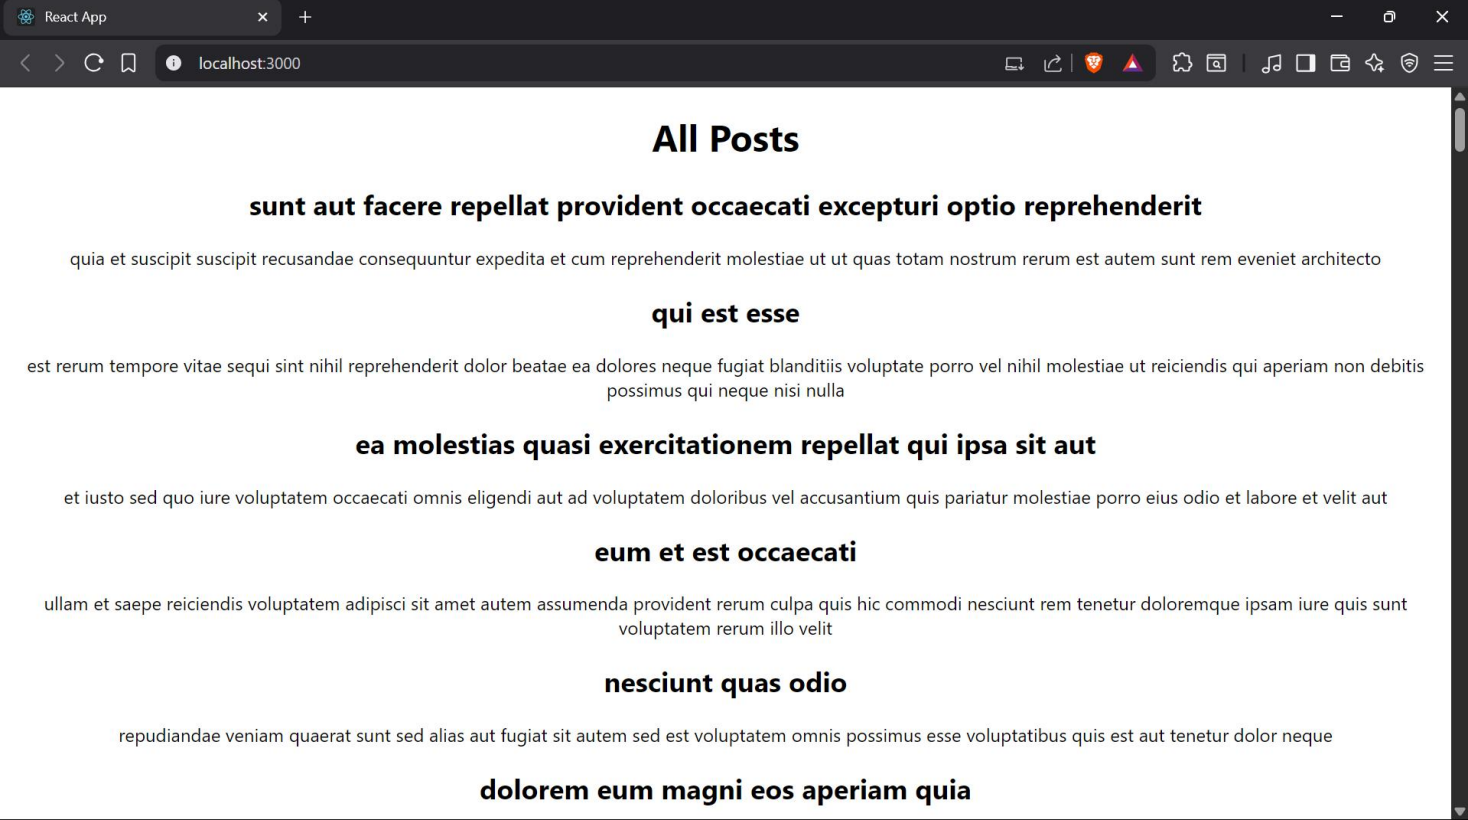 React App
localhost:3000
All Posts
sunt aut facere repellat provident occaecati excepturi optio reprehenderit
quia et suscipit suscipit recusandae consequuntur expedita et cum reprehenderit molestiae ut ut quas totam nostrum rerum est autem sunt rem eveniet architecto
qui est esse
est rerum tempore vitae sequi sint nihil reprehenderit dolor beatae ea dolores neque fugiat blanditiis voluptate porro vel nihil molestiae ut reiciendis qui aperiam non debitis
possimus qui neque nisi nulla
ea molestias quasi exercitationem repellat qui ipsa sit aut
et iusto sed quo iure voluptatem occaecati omnis eligendi aut ad voluptatem doloribus vel accusantium quis pariatur molestiae porro eius odio et labore et velit aut
eum et est occaecati
ullam et saepe reiciendis voluptatem adipisci sit amet autem assumenda provident rerum culpa quis hic commodi nesciunt rem tenetur doloremque ipsam iure quis sunt
voluptatem rerum illo velit
nesciunt quas odio
repudiandae veniam quaerat sunt sed alias aut fugiat sit autem sed est voluptatem omnis possimus esse voluptatibus quis est aut tenetur dolor neque
dolorem eum magni eos aperiam quia